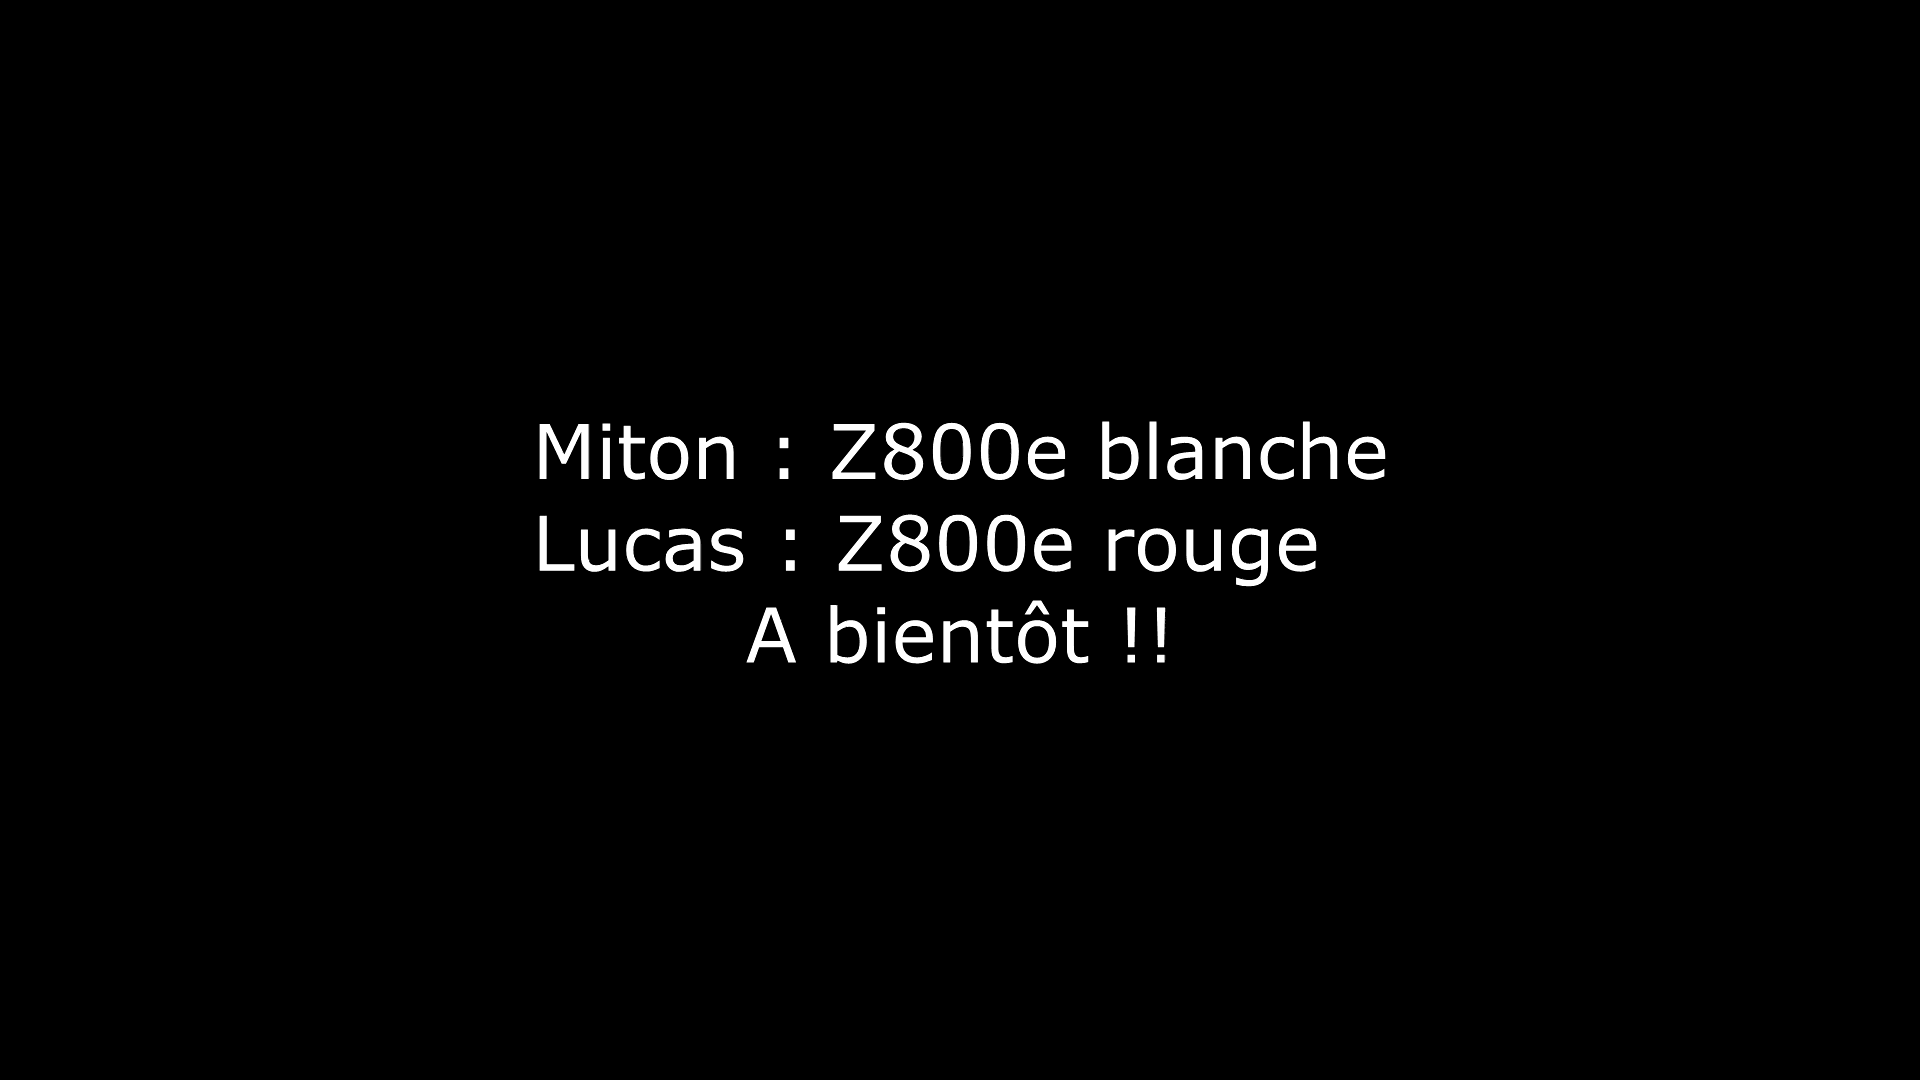 Miton : Z800e blanche
Lucas : Z800e rouge
A bientôt !!